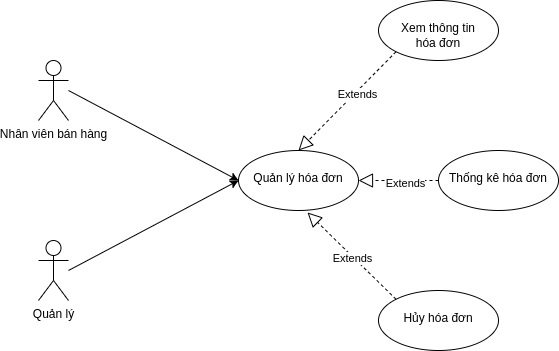 Xem thông tin
hóa đơn
Extends
Nhân viên bán hàng
Quản lý hóa đơn
Extends
Thống kê hóa đơn
Extends
Quản lý
Hủy hóa đơn